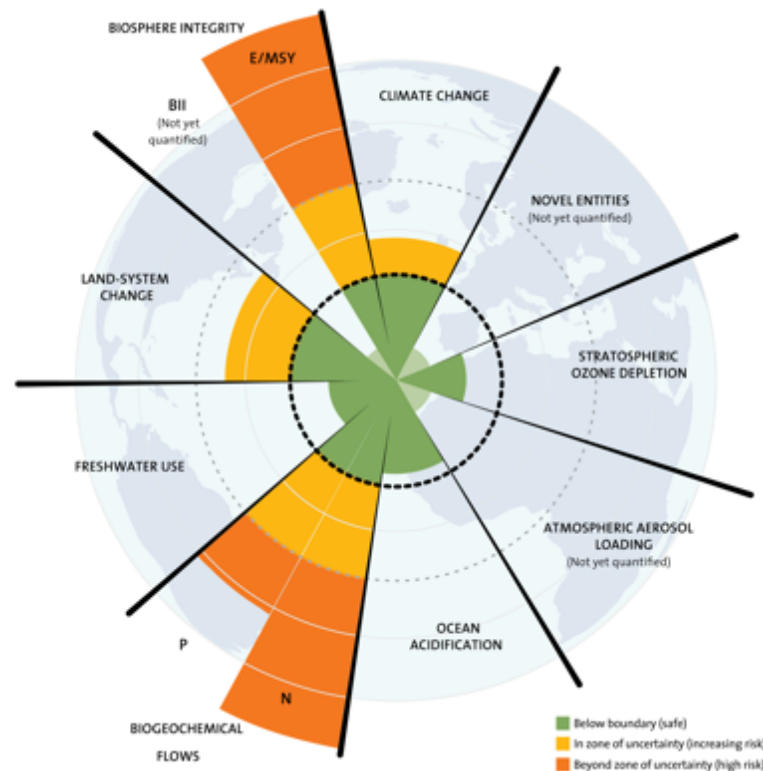 BIOSPHERE INTEGRITY
E/MSY
CLIMATE CHANGE
BII
(Not yet
quantified)
NOVEL ENTITIES
(Not yet quantified)
LAND-SYSTEM
CHANGE
STRATOSPHERIC
OZONE DEPLETION
FRESHWATER USE
ATMOSPHERIC AEROSOL
LOADING
(Not yet quantified)
OCEAN
ACIDIFICATION
P
N
BIOGEOCHEMICAL
FLOWS
Below boundary (safe)
In zone of uncertainty (increasing risk)
Beyond zone of uncertainty (high risk)